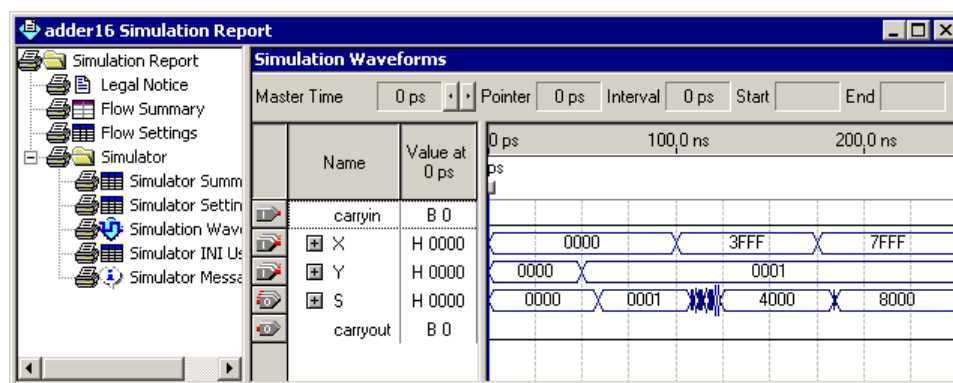 adder16 Simulation Report
Simulation Report
Legal Notice
Flow Summary
Flow Settings
Simulator
Simulator Summ
Simulator Settin
Simulation Wav
Simulator INI Us
Simulator Messa
Simulation Waveforms
Master Time 0 ps Pointer 0 ps Interval 0 ps Start End
Name Value at 0 ps
0 ps 100.0 ns 200.0 ns
ps
carryin B 0
X H 0000 0000 3FFF 7FFF
Y H 0000 0000 0001
S H 0000 0000 0001 4000 8000
carryout B 0